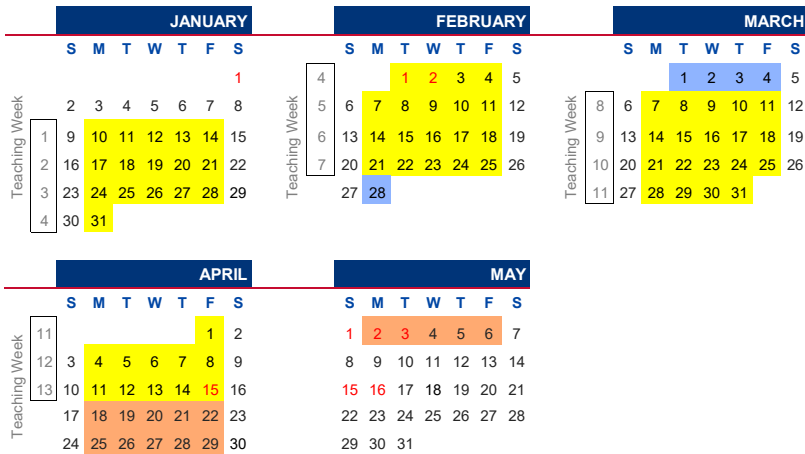 JANUARY FEBRUARY MARCH
S M T W T F S S M T W T F S S M T W T F S
1 4 1 2 3 4 5 1 2 3 4 5
2 3 4 5 6 7 8 5 6 7 8 9 10 11 12 8 6 7 8 9 10 11 12
1 9 10 11 12 13 14 15 6 13 14 15 16 17 18 19 9 13 14 15 16 17 18 19
2 16 17 18 19 20 21 22 7 20 21 22 23 24 25 26 10 20 21 22 23 24 25 26
3 23 24 25 26 27 28 29 27 28 11 27 28 29 30 31
4 30 31
Teaching Week
Teaching Week
Teaching Week
APRIL MAY
S M T W T F S S M T W T F S
11 1 2 1 2 3 4 5 6 7
12 3 4 5 6 7 8 9 8 9 10 11 12 13 14
13 10 11 12 13 14 15 16 15 16 17 18 19 20 21
17 18 19 20 21 22 23 22 23 24 25 26 27 28
24 25 26 27 28 29 30 29 30 31
Teaching Week